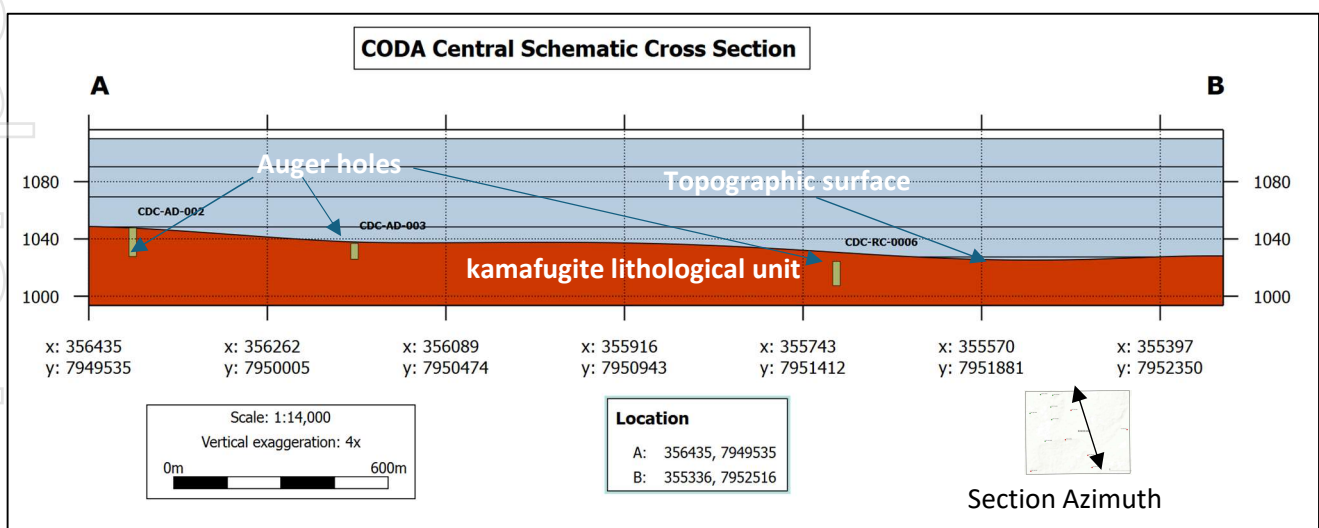 CODA Central Schematic Cross Section
A
B
Auger holes
Topographic surface
1080
1080
CDC-AD-002
CDC-AD-003
CDC-RC-0006
1040
1040
kamafugite lithological unit
1000
1000
x: 356435 x: 356262 x: 356089 x: 355916 x: 355743 x: 355570 x: 355397
y: 7949535 y: 7950005 y: 7950474 y: 7950943 y: 7951412 y: 7951881 y: 7952350
Scale: 1:14,000
Vertical exaggeration: 4x
0m 600m
Location
A: 356435, 7949535
B: 355336, 7952516
Section Azimuth